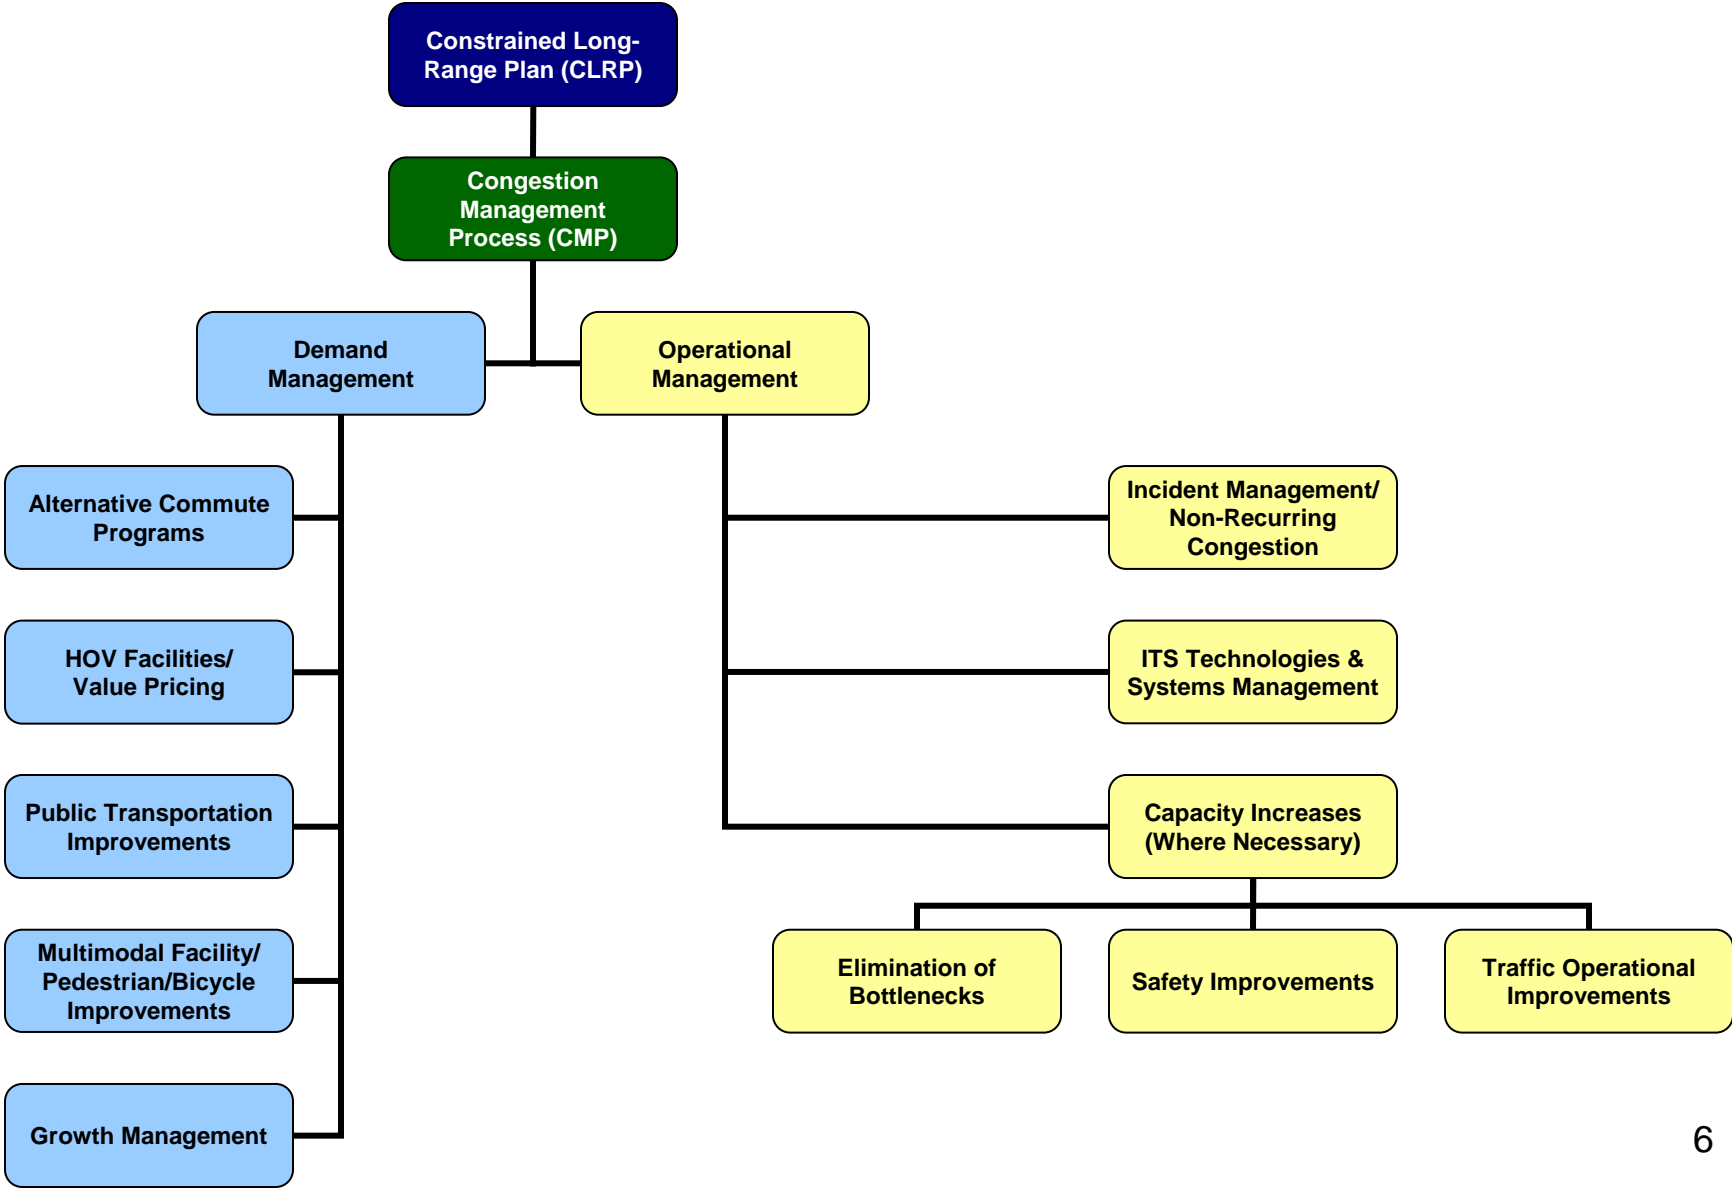 Constrained Long-
Range Plan (CLRP)
Congestion
Management
Process (CMP)
Demand
Management
Operational
Management
Alternative Commute
Programs
Incident Management/
Non-Recurring
Congestion
HOV Facilities/
Value Pricing
ITS Technologies &
Systems Management
Public Transportation
Improvements
Capacity Increases
(Where Necessary)
Multimodal Facility/
Pedestrian/Bicycle
Improvements
Elimination of
Bottlenecks
Safety Improvements
Traffic Operational
Improvements
Growth Management
6